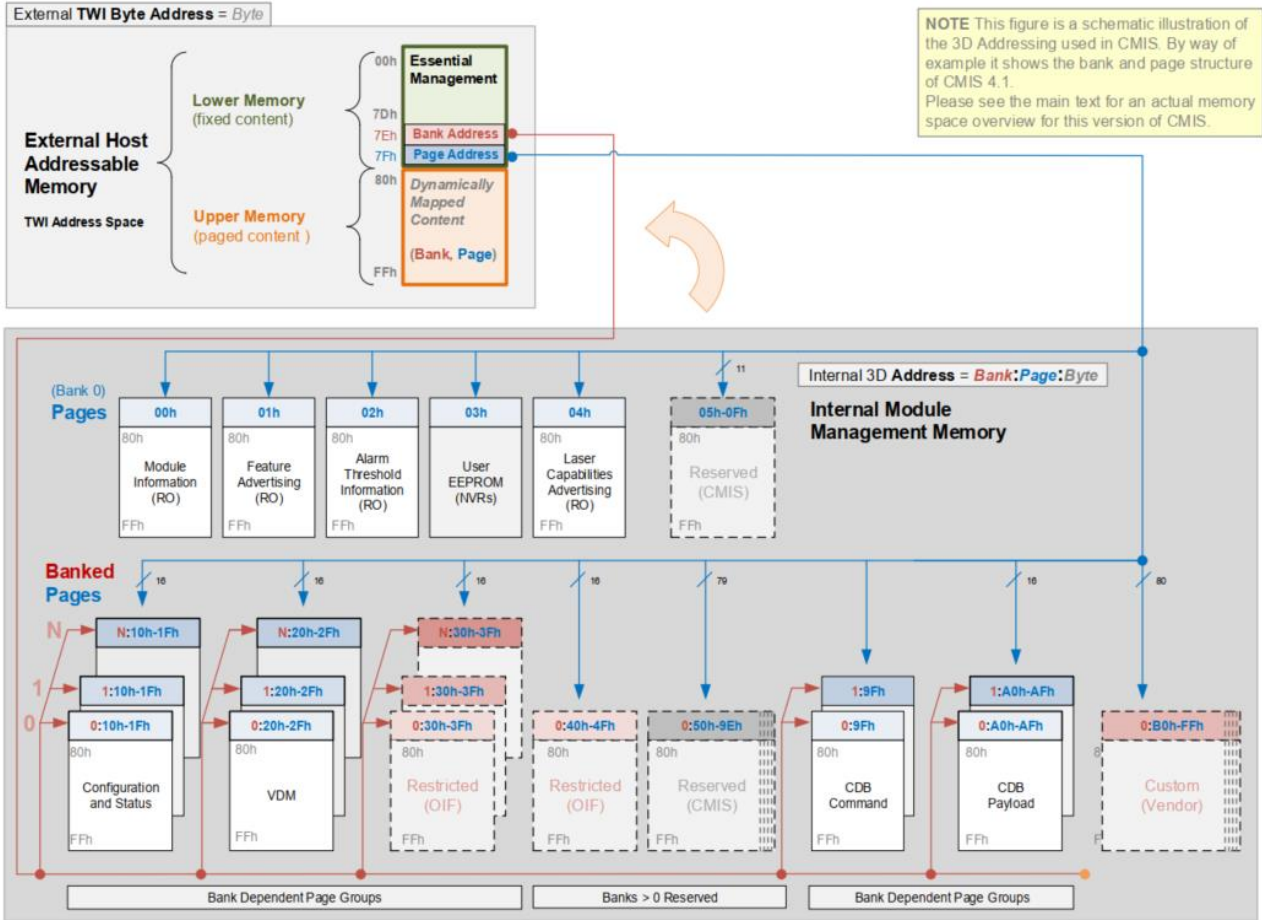 External TWI Byte Address = Byte
NOTE This figure is a schematic illustration of
the 3D Addressing used in CMIS. By way of
example it shows the bank and page structure
of CMIS 4.1.
Please see the main text for an actual memory
space overview for this version of CMIS.
External Host
Addressable
Memory
TWI Address Space
Lower Memory
(fixed content)
Upper Memory
(paged content )
00h
7Dh
7Eh
7Fh
80h
FFh
Essential
Management
Bank Address
Page Address
Dynamically
Mapped
Content
(Bank, Page)
Internal 3D Address = Bank:Page:Byte
Internal Module
Management Memory
(Bank 0)
Pages
11
00h
80h
Module
Information
(RO)
FFh
01h
80h
Feature
Advertising
(RO)
FFh
02h
80h
Alarm
Threshold
Information
(RO)
FFh
03h
80h
User
EEPROM
(NVRs)
FFh
04h
80h
Laser
Capabilities
Advertising
(RO)
FFh
05h-0Fh
80h
Reserved
(CMIS)
FFh
Banked
Pages
16
16
16
16
79
16
80
N
1
0
N:10h-1Fh
1:10h-1Fh
0:10h-1Fh
80h
Configuration
and Status
FFh
N:20h-2Fh
1:20h-2Fh
0:20h-2Fh
80h
VDM
FFh
N:30h-3Fh
1:30h-3Fh
0:30h-3Fh
80h
Restricted
(OIF)
FFh
0:40h-4Fh
80h
Restricted
(OIF)
FFh
0:50h-9Eh
80h
Reserved
(CMIS)
FFh
1:9Fh
0:9Fh
80h
CDB
Command
FFh
1:A0h-AFh
0:A0h-AFh
80h
CDB
Payload
FFh
0:B0h-FFh
8
Custom
(Vendor)
F
Bank Dependent Page Groups
Banks > 0 Reserved
Bank Dependent Page Groups